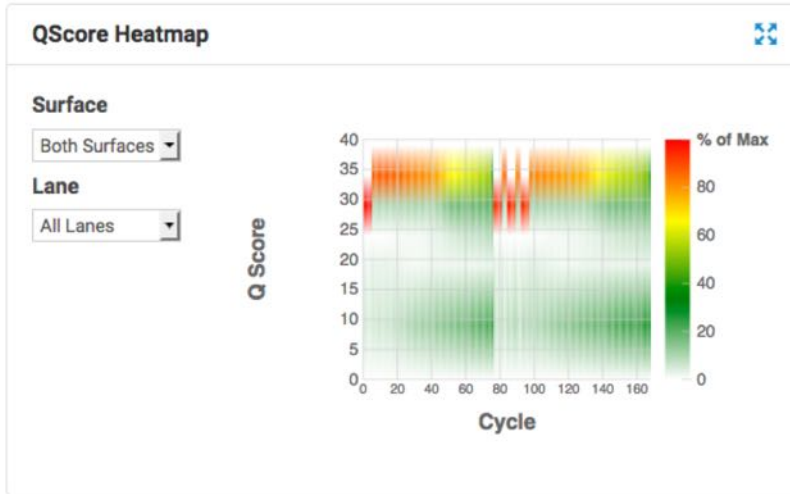 QScore Heatmap
Surface
Both Surfaces
Lane
All Lanes
Q Score
40
35
30
25
20
15
10
5
0
0 20 40 60 80 100 120 140 160
Cycle
% of Max
80
60
40
20
0